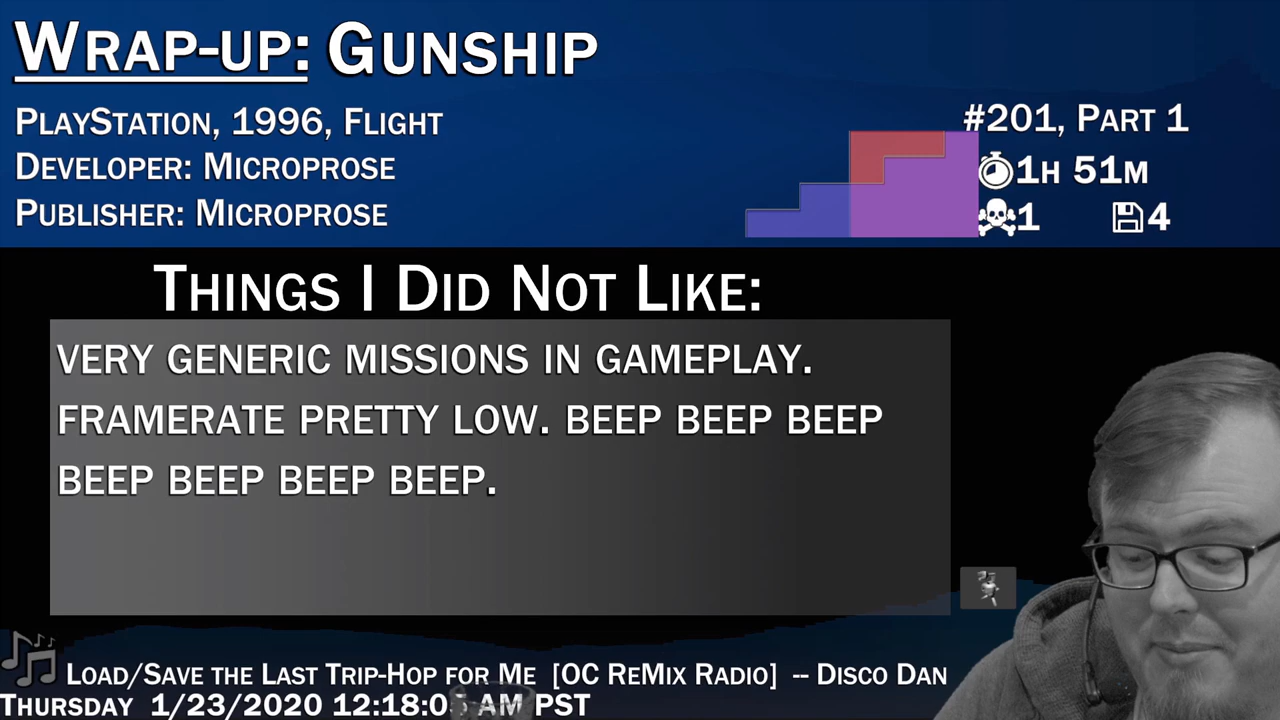 WRAP-UP: GUNSHIP
PLAYSTATION, 1996, FLIGHT
DEVELOPER: MICROPROSE
PUBLISHER: MICROPROSE
#201, PART 1
1H 51M
1 4
THINGS I DID NOT LIKE:
VERY GENERIC MISSIONS IN GAMEPLAY.
FRAMERATE PRETTY LOW. BEEP BEEP BEEP
BEEP BEEP BEEP BEEP.
LOAD/SAVE THE LAST TRIP-HOP FOR ME [OC REMIX RADIO] -- DISCO DAN
THURSDAY 1/23/2020 AM PST